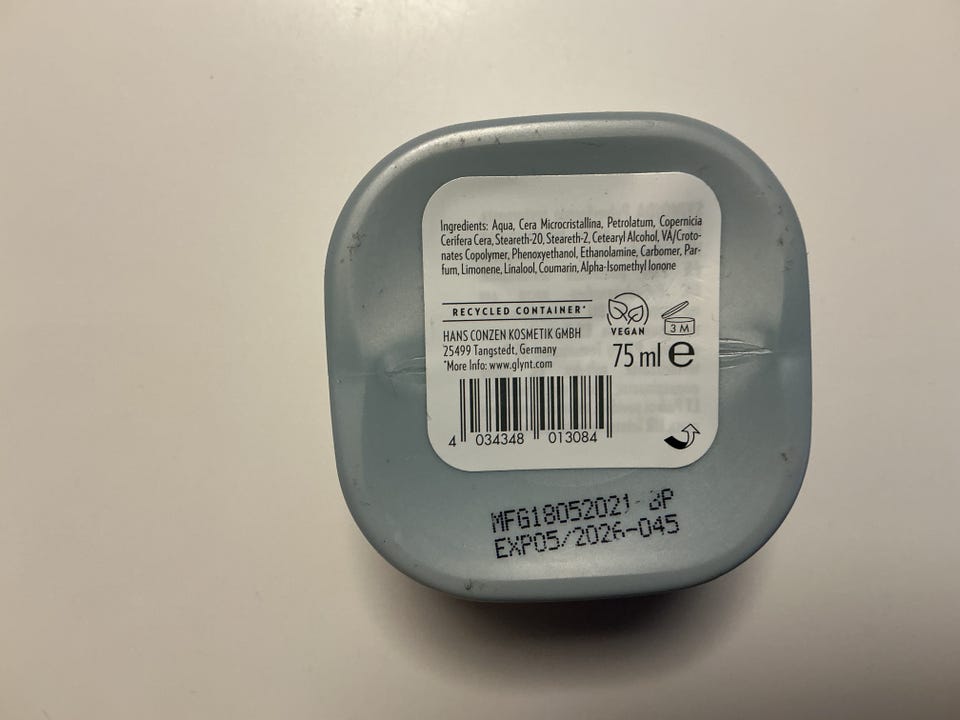 Ingredients: Aqua, Cera Microcristallina, Petrolatum, Copernicia
Cerifera Cera, Steareth-20, Steareth-2, Cetearyl Alcohol, VA/Croto-
nates Copolymer, Phenoxyethanol, Ethanolamine, Carbomer, Par-
fum, Limonene, Linalool, Coumarin, Alpha-Isomethyl Ionone
RECYCLED CONTAINER*
VEGAN
3 M
HANS CONZEN KOSMETIK GMBH
25499 Tangstedt, Germany
*More Info: www.glynt.com
75 ml e
4 034348 013084
MFG18052021
EXP05/2026-045